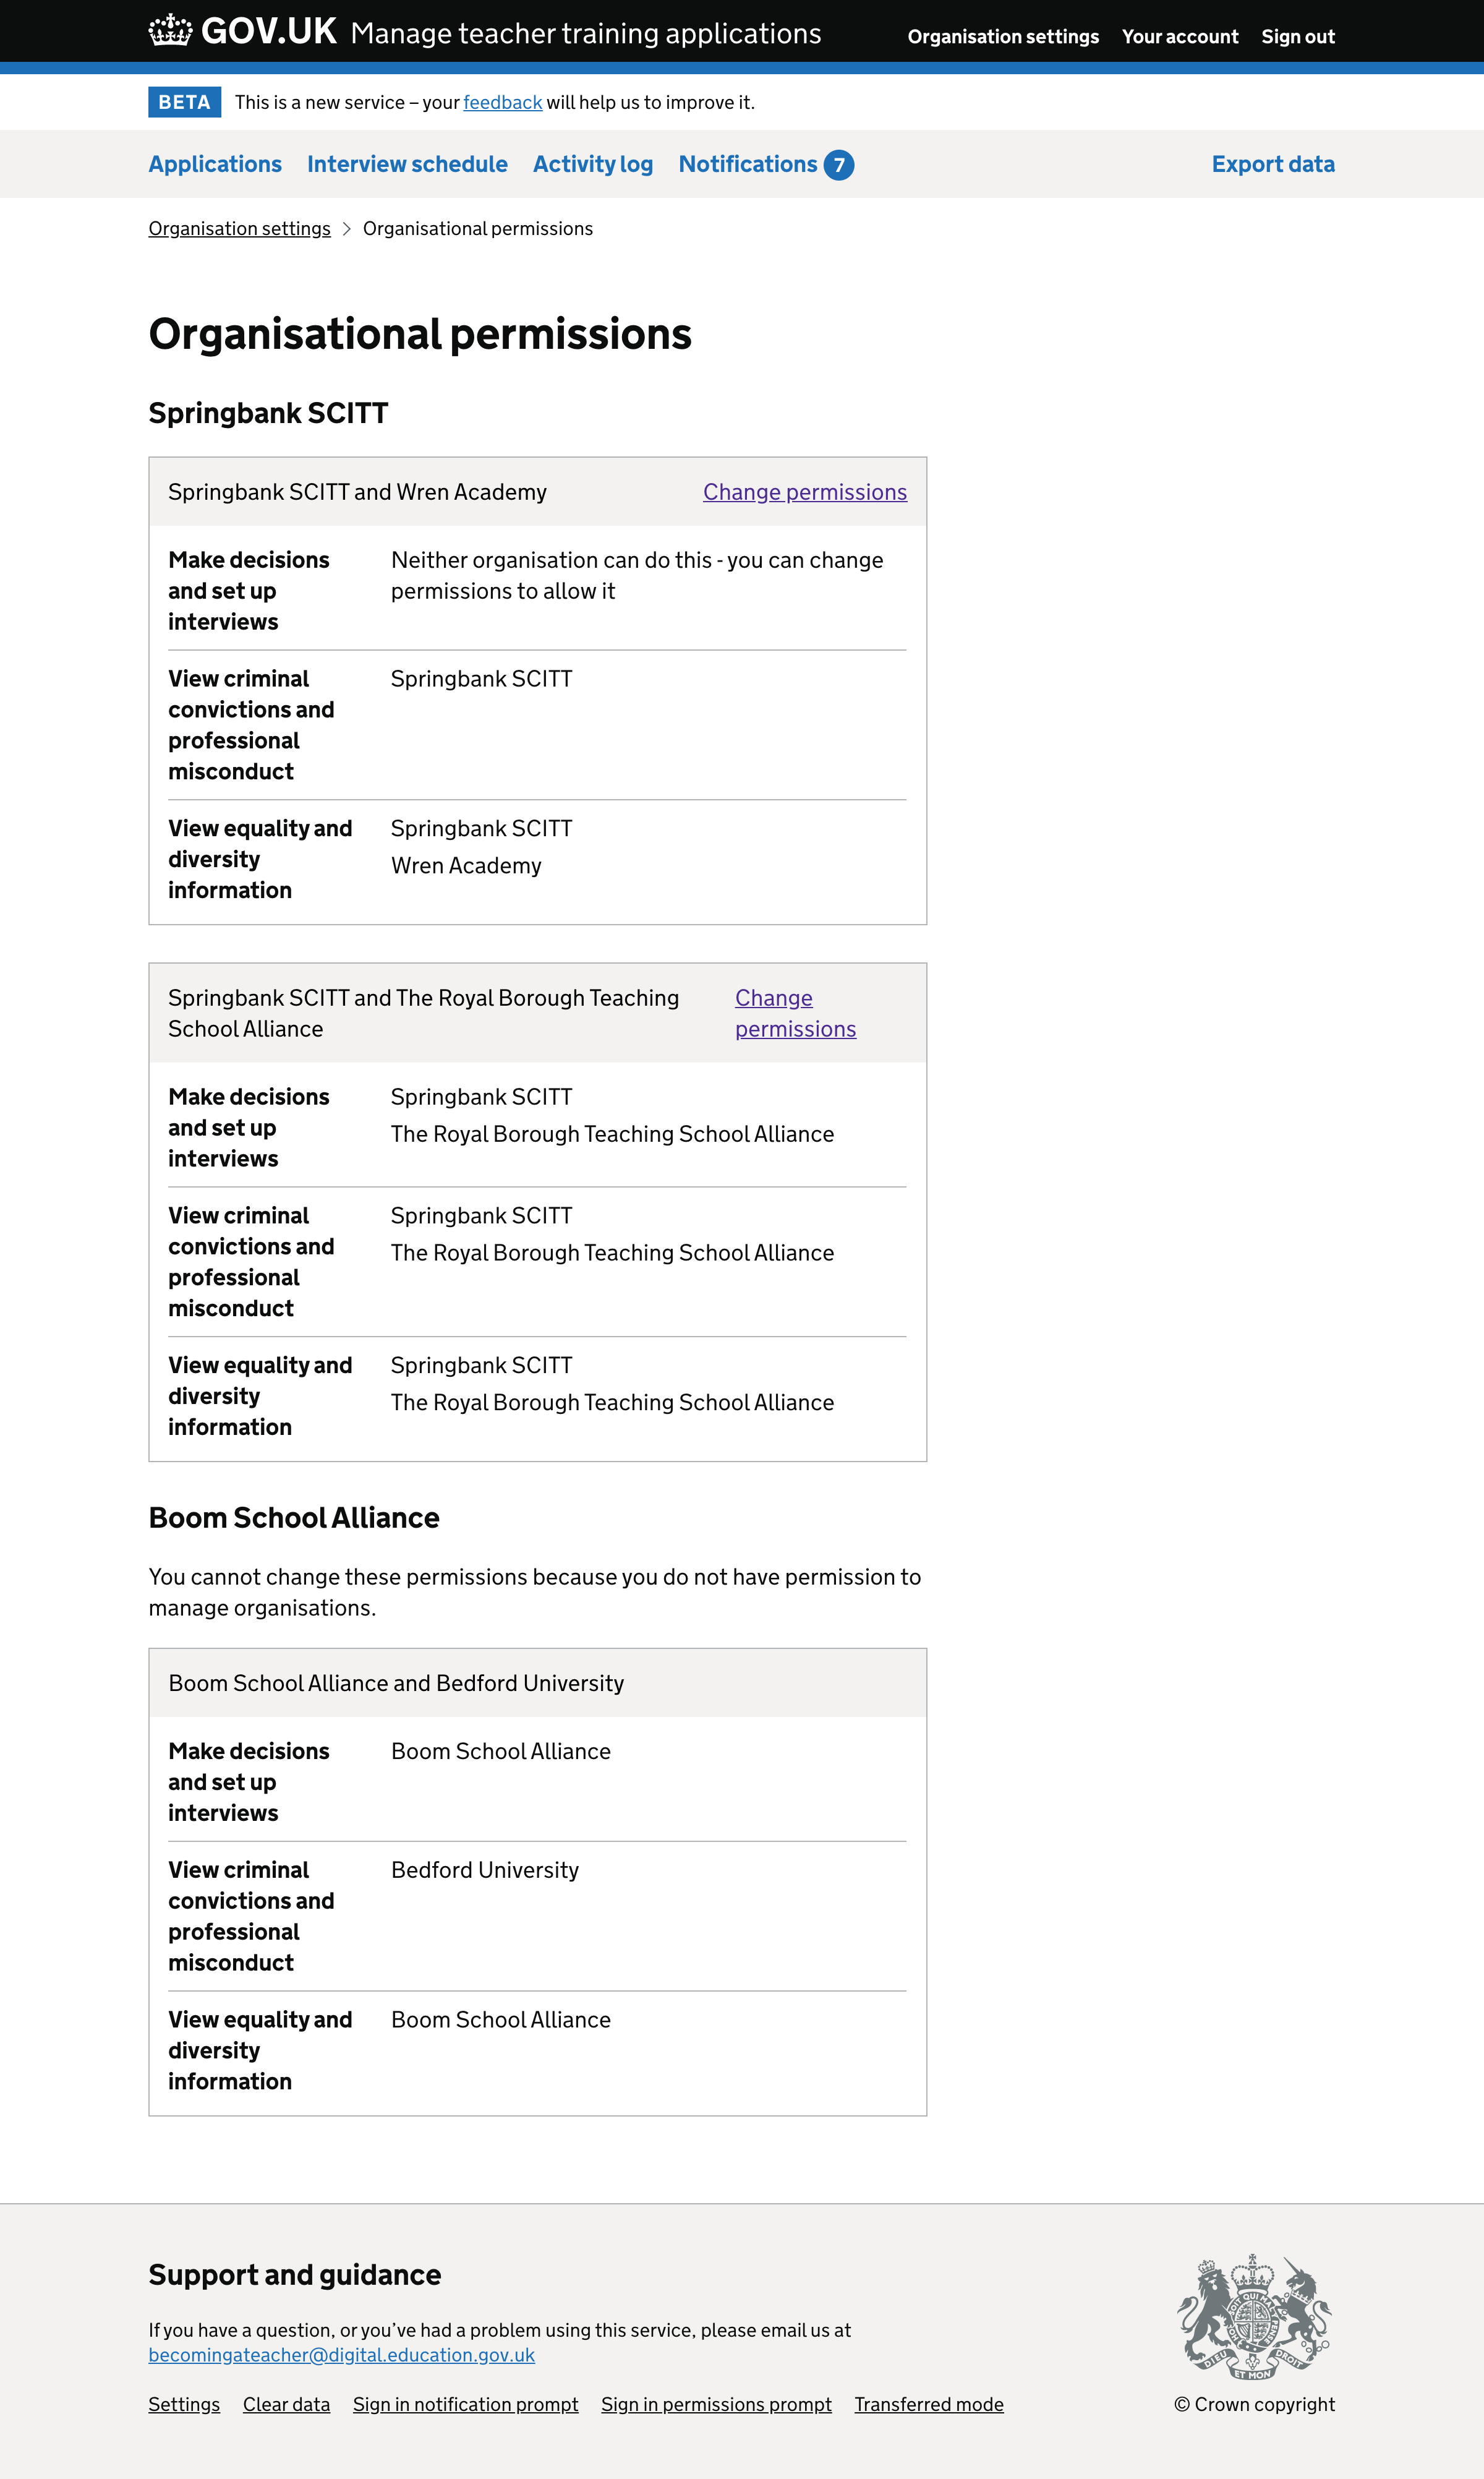 GOV.UK Manage teacher training applications Organisation settings Your account Sign out
BETA This is a new service – your feedback will help us to improve it.
Applications Interview schedule Activity log Notifications 7 Export data
Organisation settings Organisational permissions
Organisational permissions
Springbank SCITT
Springbank SCITT and Wren Academy Change permissions
Make decisions
and set up
interviews
Neither organisation can do this - you can change
permissions to allow it
View criminal
convictions and
professional
misconduct
Springbank SCITT
View equality and
diversity
information
Springbank SCITT
Wren Academy
Springbank SCITT and The Royal Borough Teaching
School Alliance
Change
permissions
Make decisions
and set up
interviews
Springbank SCITT
The Royal Borough Teaching School Alliance
View criminal
convictions and
professional
misconduct
Springbank SCITT
The Royal Borough Teaching School Alliance
View equality and
diversity
information
Springbank SCITT
The Royal Borough Teaching School Alliance
Boom School Alliance
You cannot change these permissions because you do not have permission to
manage organisations.
Boom School Alliance and Bedford University
Make decisions
and set up
interviews
Boom School Alliance
View criminal
convictions and
professional
misconduct
Bedford University
View equality and
diversity
information
Boom School Alliance
Support and guidance
If you have a question, or you’ve had a problem using this service, please email us at
becomingateacher@digital.education.gov.uk
Settings Clear data Sign in notification prompt Sign in permissions prompt Transferred mode
DIEU ET MON DROIT
© Crown copyright